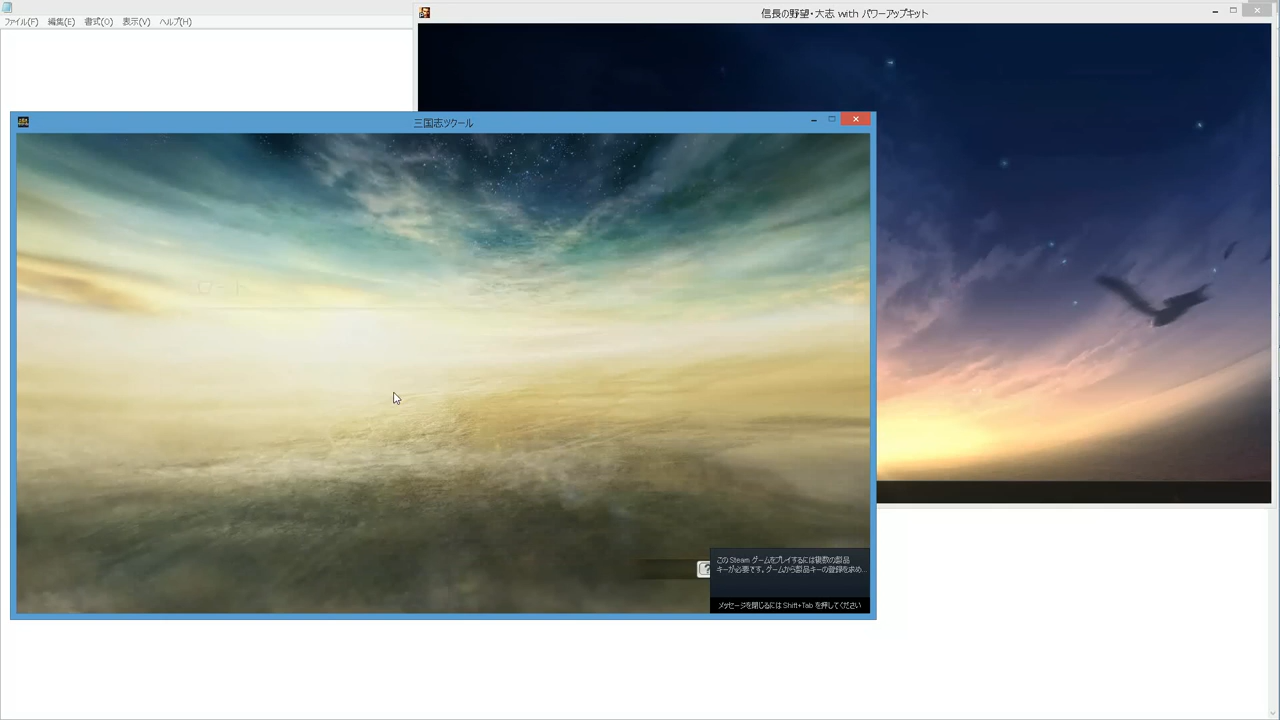 ファイル(F) 編集(E) 書式(O) 表示(V) ヘルプ(H)
信長の野望・大志 with パワーアップキット
三国志ツクール
ロード
この Steam ゲームをプレイするには複数の製品
キーが必要です。ゲームから製品キーの登録を求め...
メッセージを閉じるには Shift+Tab を押してください